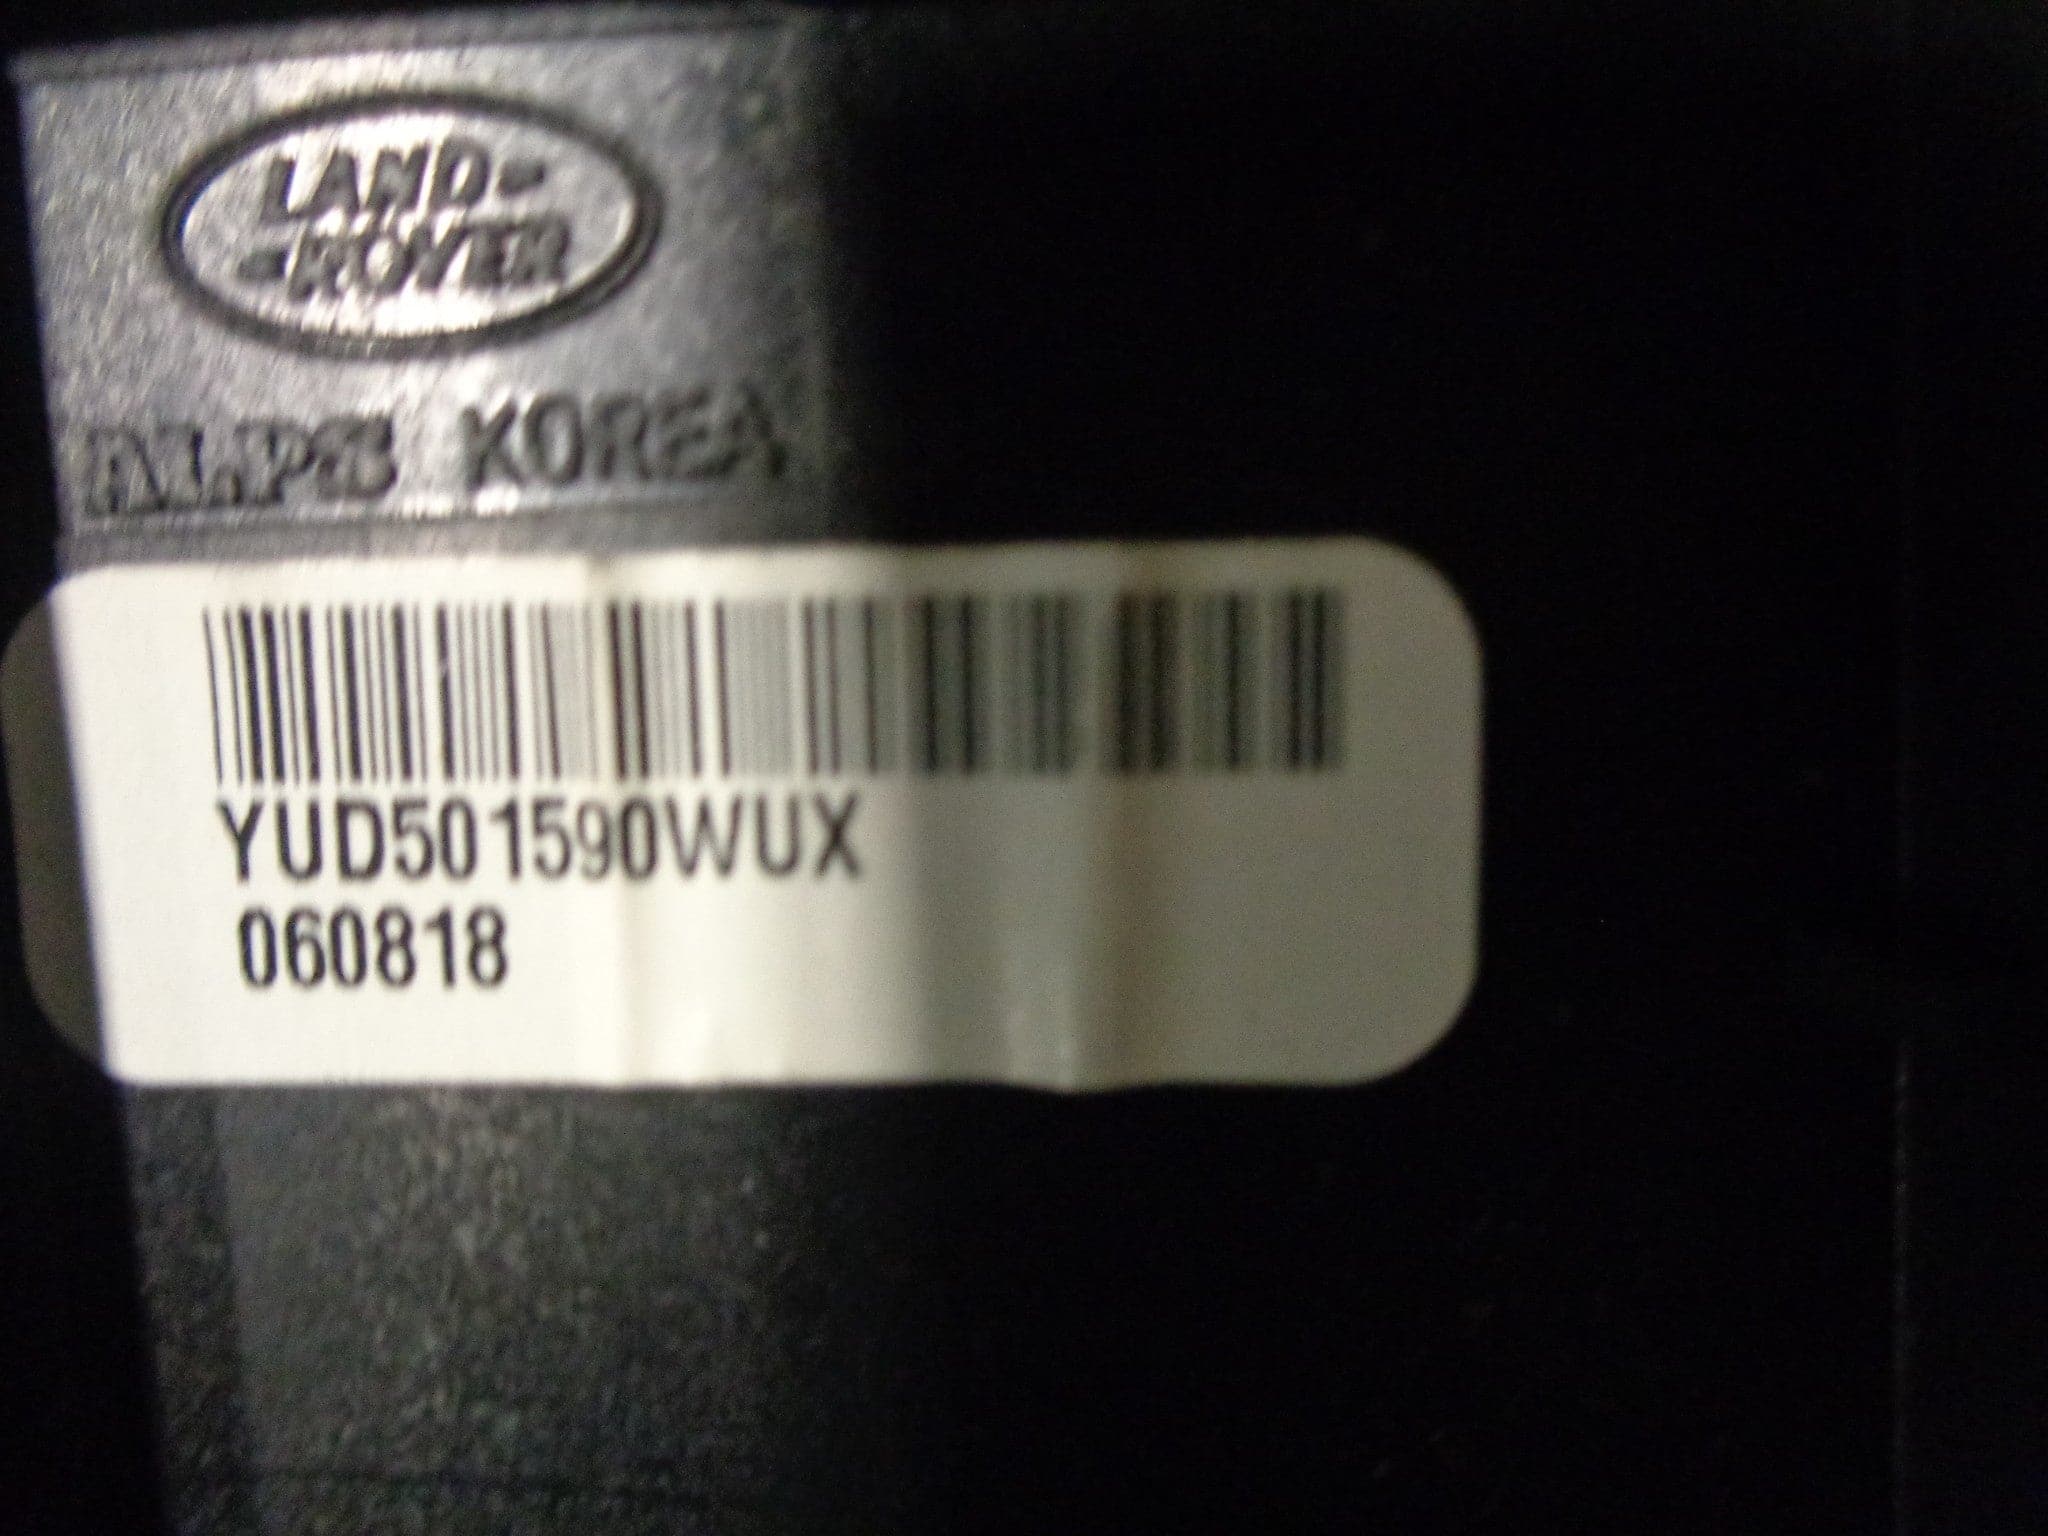 LAND-
-ROVER
ALPS KOREA
YUD501590WUX
060818